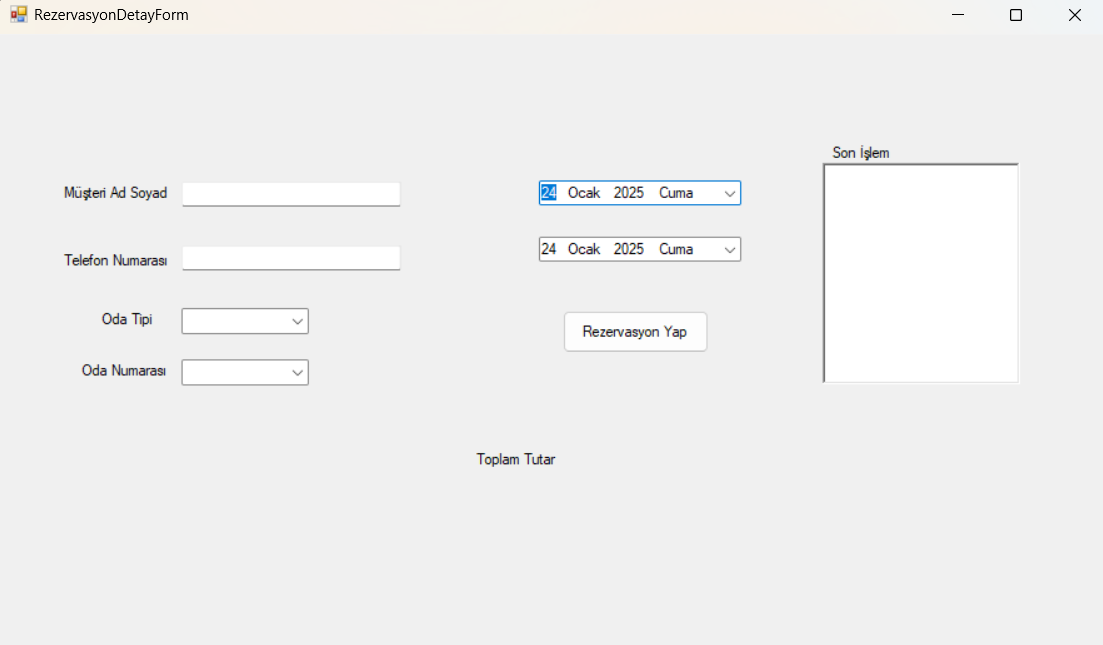 RezervasyonDetayForm
Müşteri Ad Soyad
Telefon Numarası
Oda Tipi
Oda Numarası
24 Ocak 2025 Cuma
24 Ocak 2025 Cuma
Rezervasyon Yap
Son İşlem
Toplam Tutar